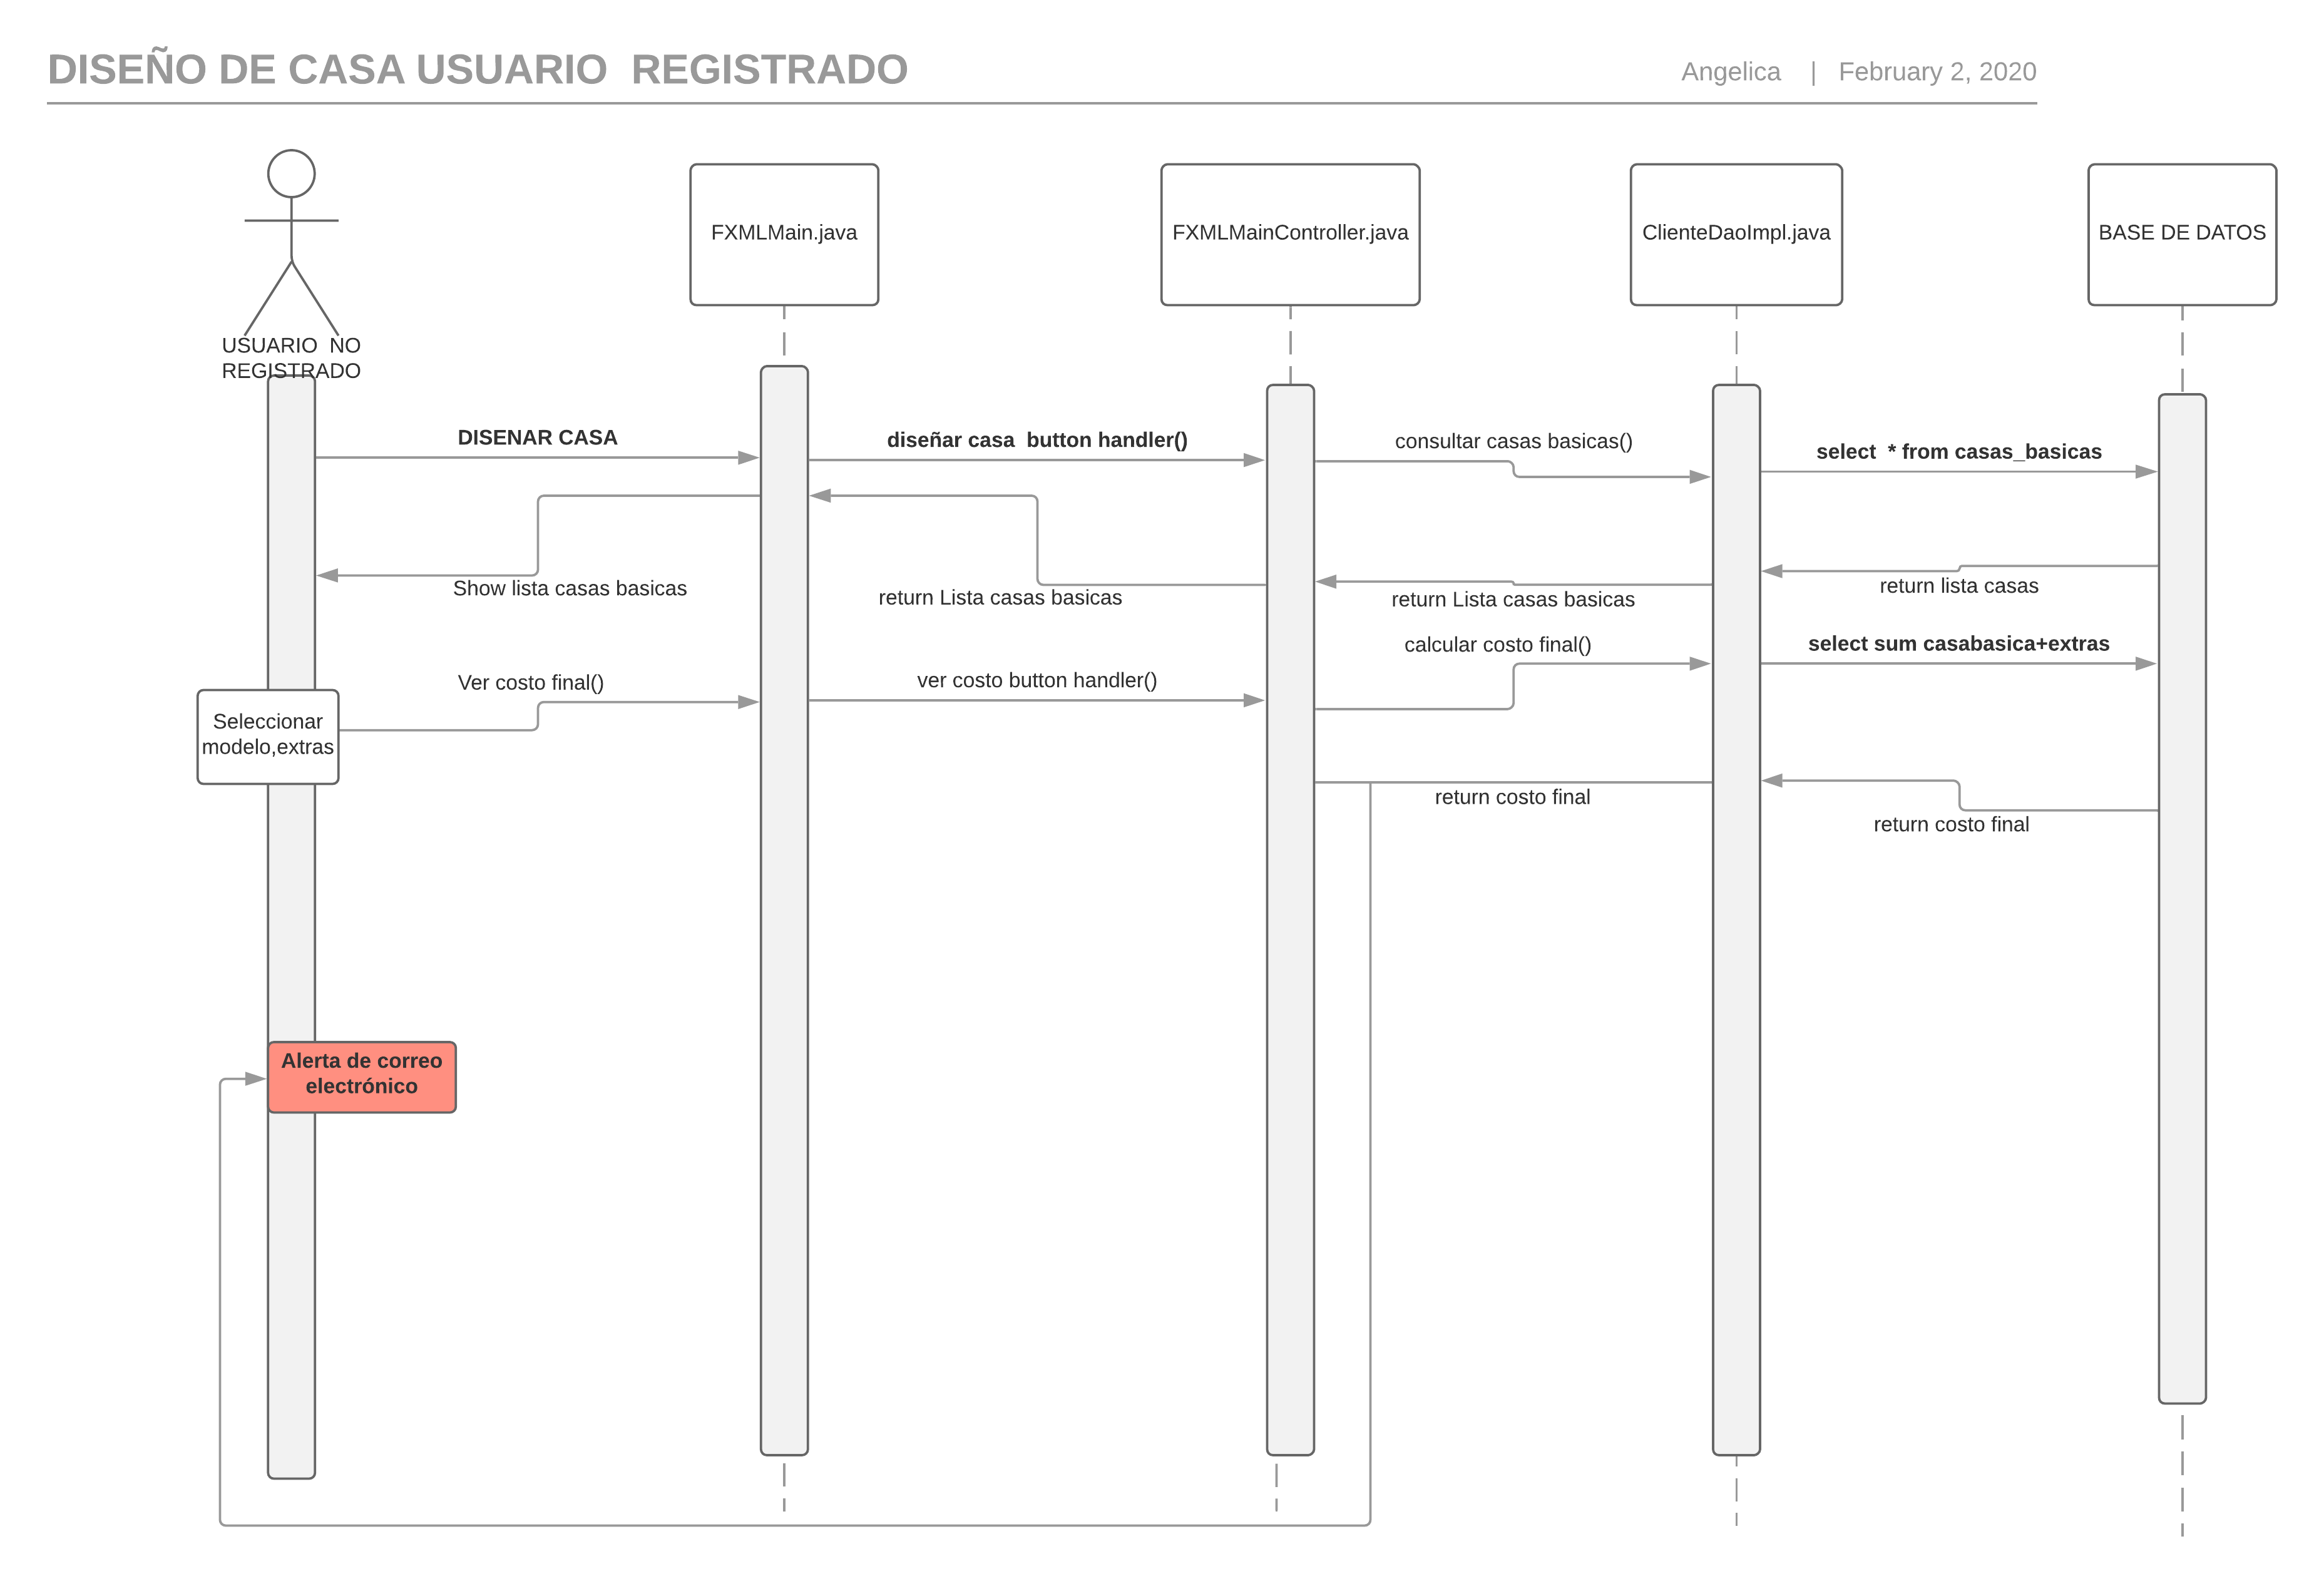 DISEÑO DE CASA USUARIO  REGISTRADO
Angelica | February 2, 2020
FXMLMain.java
FXMLMainController.java
ClienteDaoImpl.java
BASE DE DATOS
USUARIO  NO
REGISTRADO
DISENAR CASA
diseñar casa  button handler()
consultar casas basicas()
select  * from casas_basicas
Show lista casas basicas
return Lista casas basicas
return Lista casas basicas
return lista casas
calcular costo final()
select sum casabasica+extras
Ver costo final()
ver costo button handler()
Seleccionar
modelo,extras
return costo final
return costo final
Alerta de correo
electrónico